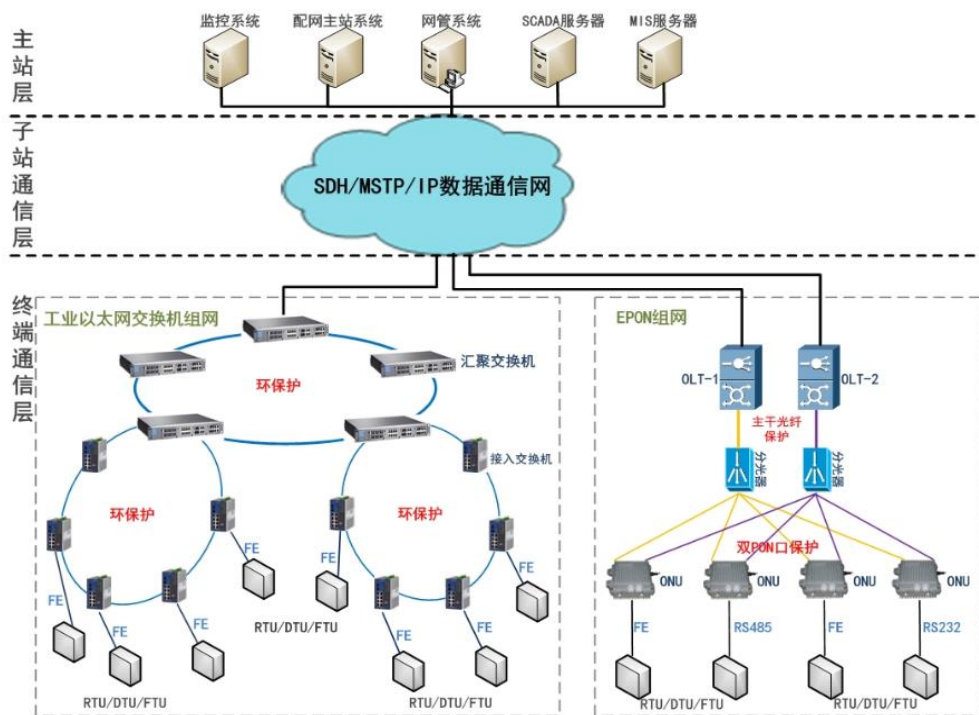 监控系统
配网主站系统
网管系统
SCADA服务器
MIS服务器
主站层
子站通信层
SDH/MSTP/IP数据通信网
终端通信层
工业以太网交换机组网
汇聚交换机
环保护
接入交换机
环保护
环保护
FE
FE
FE
FE
FE
FE
FE
FE
RTU/DTU/FTU
RTU/DTU/FTU
RTU/DTU/FTU
EPON组网
OLT-1
OLT-2
主干光纤
保护
分光器
分光器
双PON口保护
ONU
ONU
ONU
ONU
FE
RS485
FE
RS232
RTU/DTU/FTU
RTU/DTU/FTU